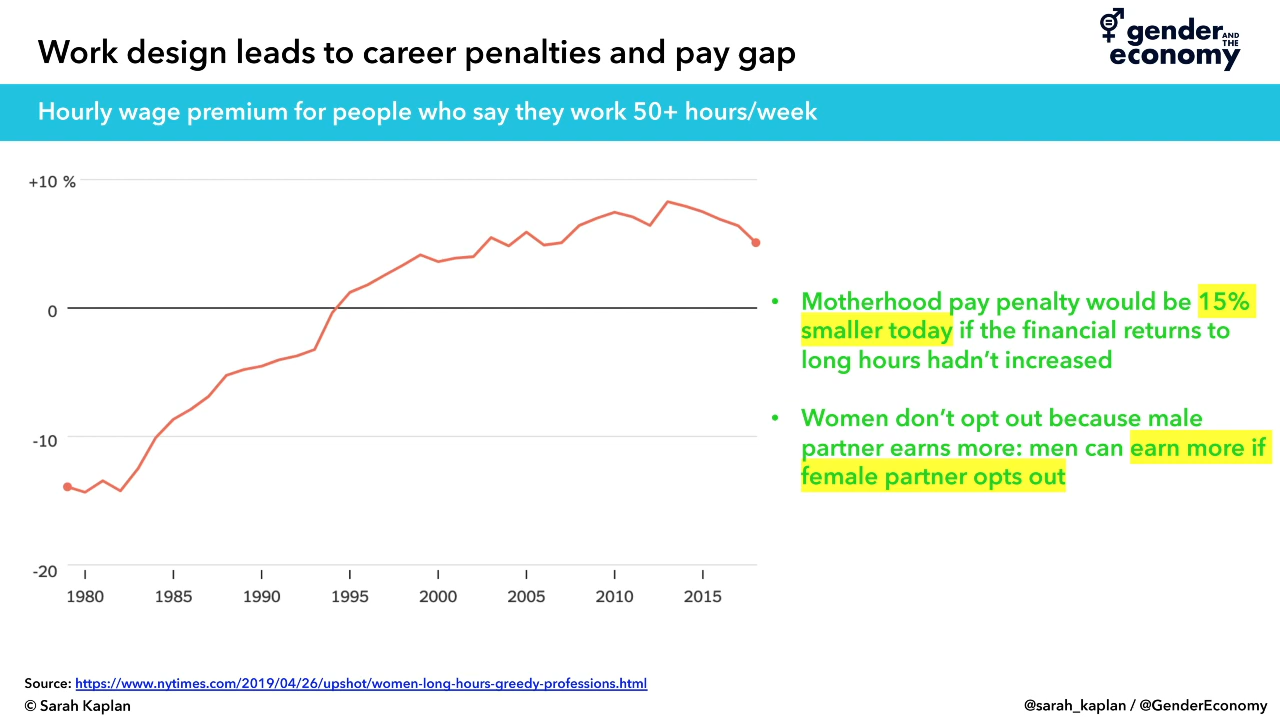 Work design leads to career penalties and pay gap
gender AND THE
economy
Hourly wage premium for people who say they work 50+ hours/week
+10 %
0
-10
-20
1980 1985 1990 1995 2000 2005 2010 2015
• Motherhood pay penalty would be 15%
smaller today if the financial returns to
long hours hadn’t increased
• Women don’t opt out because male
partner earns more: men can earn more if
female partner opts out
Source: https://www.nytimes.com/2019/04/26/upshot/women-long-hours-greedy-professions.html
© Sarah Kaplan
@sarah_kaplan / @GenderEconomy